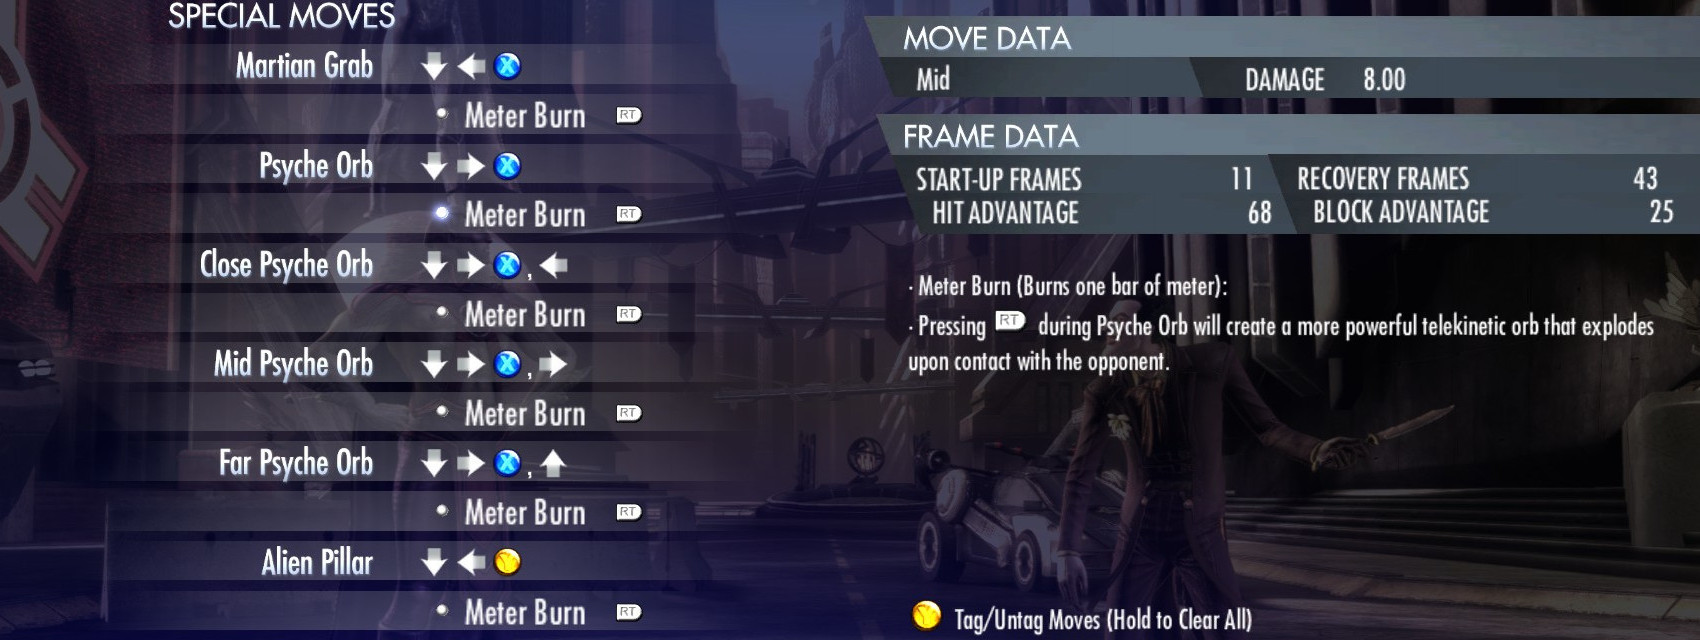 SPECIAL MOVES
Martian Grab X
Meter Burn RT
Psyche Orb X
Meter Burn RT
Close Psyche Orb X ,
Meter Burn RT
Mid Psyche Orb X ,
Meter Burn RT
Far Psyche Orb X ,
Meter Burn RT
Alien Pillar Y
Meter Burn RT
MOVE DATA
Mid DAMAGE 8.00
FRAME DATA
START-UP FRAMES 11 RECOVERY FRAMES 43
HIT ADVANTAGE 68 BLOCK ADVANTAGE 25
· Meter Burn (Burns one bar of meter):
· Pressing RT during Psyche Orb will create a more powerful telekinetic orb that explodes
upon contact with the opponent.
Y Tag/Untag Moves (Hold to Clear All)